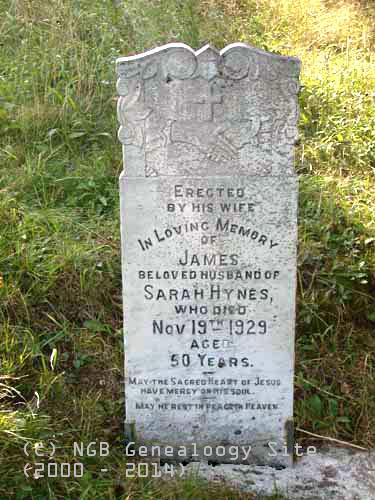 ERECTED
BY HIS WIFE
IN LOVING MEMORY
OF
JAMES
BELOVED HUSBAND OF
SARAH HYNES,
WHO DIED
NOV 19TH 1929
AGED
50 YEARS.
MAY THE SACRED HEART OF JESUS
HAVE MERCY ON HIS SOUL.
MAY HE REST IN PEACE IN HEAVEN.
(C) NGB Genealogy Site
(2000 - 2014)